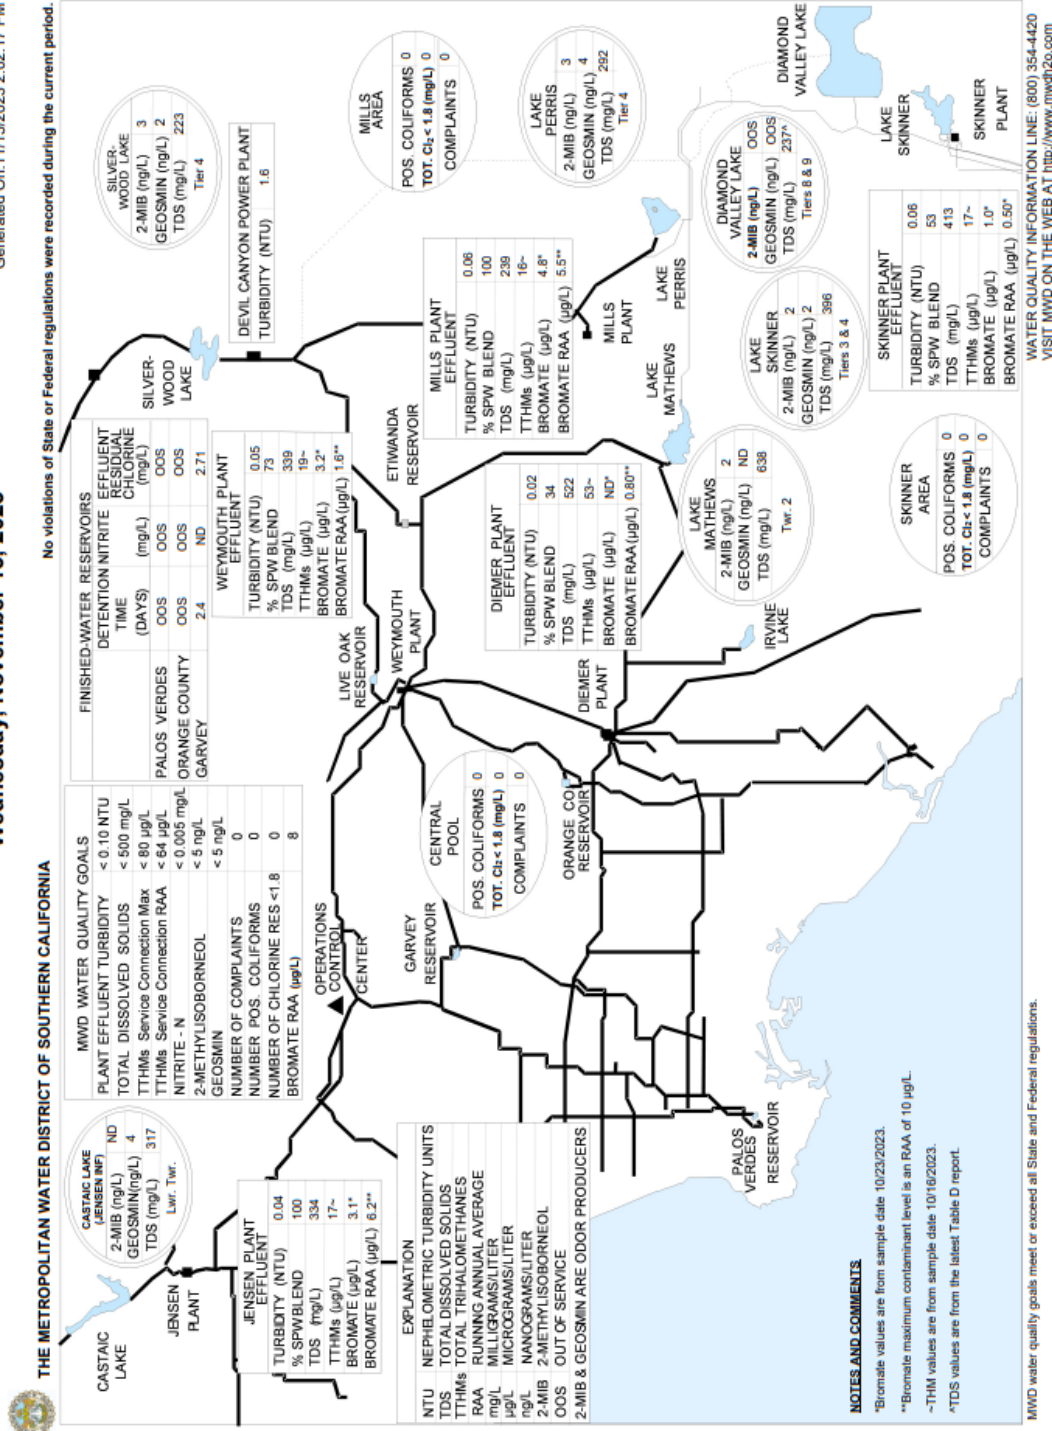 THE METROPOLITAN WATER DISTRICT OF SOUTHERN CALIFORNIA
No violations of State or Federal regulations were recorded during the current period.
CASTAIC LAKE
(JENSEN INF)
2-MIB (ng/L) ND
GEOSMIN(ng/L) 4
TDS (mg/L) 317
Lwr. Twr.
MWD WATER QUALITY GOALS
PLANT EFFLUENT TURBIDITY < 0.10 NTU
TOTAL DISSOLVED SOLIDS < 500 mg/L
TTHMs Service Connection Max < 80 µg/L
TTHMs Service Connection RAA < 64 µg/L
NITRITE - N < 0.005 mg/L
2-METHYLISOBORNEOL < 5 ng/L
GEOSMIN < 5 ng/L
NUMBER OF COMPLAINTS 0
NUMBER POS. COLIFORMS 0
NUMBER OF CHLORINE RES <1.8 0
BROMATE RAA (µg/L) 8
FINISHED-WATER RESERVOIRS
DETENTION NITRITE EFFLUENT
TIME RESIDUAL
CHLORINE
(DAYS) (mg/L) (mg/L)
PALOS VERDES OOS OOS OOS
ORANGE COUNTY OOS OOS OOS
GARVEY 2.4 ND 2.71
SILVER-
WOOD LAKE
2-MIB (ng/L) 3
GEOSMIN (ng/L) 2
TDS (mg/L) 223
Tier 4
CASTAIC
LAKE
JENSEN
PLANT
SILVER-
WOOD
LAKE
DEVIL CANYON POWER PLANT
TURBIDITY (NTU) 1.6
JENSEN PLANT
EFFLUENT
TURBIDITY (NTU) 0.04
% SPW BLEND 100
TDS (mg/L) 334
TTHMs (µg/L) 17~
BROMATE (µg/L) 3.1*
BROMATE RAA (µg/L) 6.2**
WEYMOUTH PLANT
EFFLUENT
TURBIDITY (NTU) 0.05
% SPW BLEND 73
TDS (mg/L) 339
TTHMs (µg/L) 19~
BROMATE (µg/L) 3.2*
BROMATE RAA(µg/L) 1.6**
OPERATIONS
CONTROL
CENTER
LIVE OAK
RESERVOIR
WEYMOUTH
PLANT
ETIWANDA
RESERVOIR
MILLS
AREA
POS. COLIFORMS 0
TOT. Cl₂ < 1.8 (mg/L) 0
COMPLAINTS 0
EXPLANATION
NTU NEPHELOMETRIC TURBIDITY UNITS
TDS TOTAL DISSOLVED SOLIDS
TTHMs TOTAL TRIHALOMETHANES
RAA RUNNING ANNUAL AVERAGE
mg/L MILLIGRAMS/LITER
µg/L MICROGRAMS/LITER
ng/L NANOGRAMS/LITER
2-MIB 2-METHYLISOBORNEOL
OOS OUT OF SERVICE
2-MIB & GEOSMIN ARE ODOR PRODUCERS
GARVEY
RESERVOIR
CENTRAL
POOL
POS. COLIFORMS 0
TOT. Cl₂ < 1.8 (mg/L) 0
COMPLAINTS 0
MILLS PLANT
EFFLUENT
TURBIDITY (NTU) 0.06
% SPW BLEND 100
TDS (mg/L) 239
TTHMs (µg/L) 16~
BROMATE (µg/L) 4.8*
BROMATE RAA (µg/L) 5.5**
LAKE
PERRIS
2-MIB (ng/L) 3
GEOSMIN (ng/L) 4
TDS (mg/L) 292
Tier 4
DIEMER PLANT
EFFLUENT
TURBIDITY (NTU) 0.02
% SPW BLEND 34
TDS (mg/L) 522
TTHMs (µg/L) 53~
BROMATE (µg/L) ND*
BROMATE RAA(µg/L) 0.80**
ORANGE CO.
RESERVOIR
DIEMER
PLANT
MILLS
PLANT
LAKE
PERRIS
LAKE
MATHEWS
PALOS
VERDES
RESERVOIR
IRVINE
LAKE
LAKE
MATHEWS
2-MIB (ng/L) 2
GEOSMIN (ng/L) ND
TDS (mg/L) 638
Twr. 2
LAKE
SKINNER
2-MIB (ng/L) 2
GEOSMIN (ng/L) 2
TDS (mg/L) 396
Tiers 3 & 4
DIAMOND
VALLEY LAKE
2-MIB (ng/L) OOS
GEOSMIN (ng/L) OOS
TDS (mg/L) 237^
Tiers 8 & 9
DIAMOND
VALLEY LAKE
LAKE
SKINNER
SKINNER
PLANT
SKINNER
AREA
POS. COLIFORMS 0
TOT. Cl₂ < 1.8 (mg/L) 0
COMPLAINTS 0
SKINNER PLANT
EFFLUENT
TURBIDITY (NTU) 0.06
% SPW BLEND 53
TDS (mg/L) 413
TTHMs (µg/L) 17~
BROMATE (µg/L) 1.0*
BROMATE RAA (µg/L) 0.50*
NOTES AND COMMENTS
*Bromate values are from sample date 10/23/2023.
**Bromate maximum contaminant level is an RAA of 10 µg/L.
~THM values are from sample date 10/16/2023.
^TDS values are from the latest Table D report.
MWD water quality goals meet or exceed all State and Federal regulations.
WATER QUALITY INFORMATION LINE: (800) 354-4420
VISIT MWD ON THE WEB AT http://www.mwdh2o.com